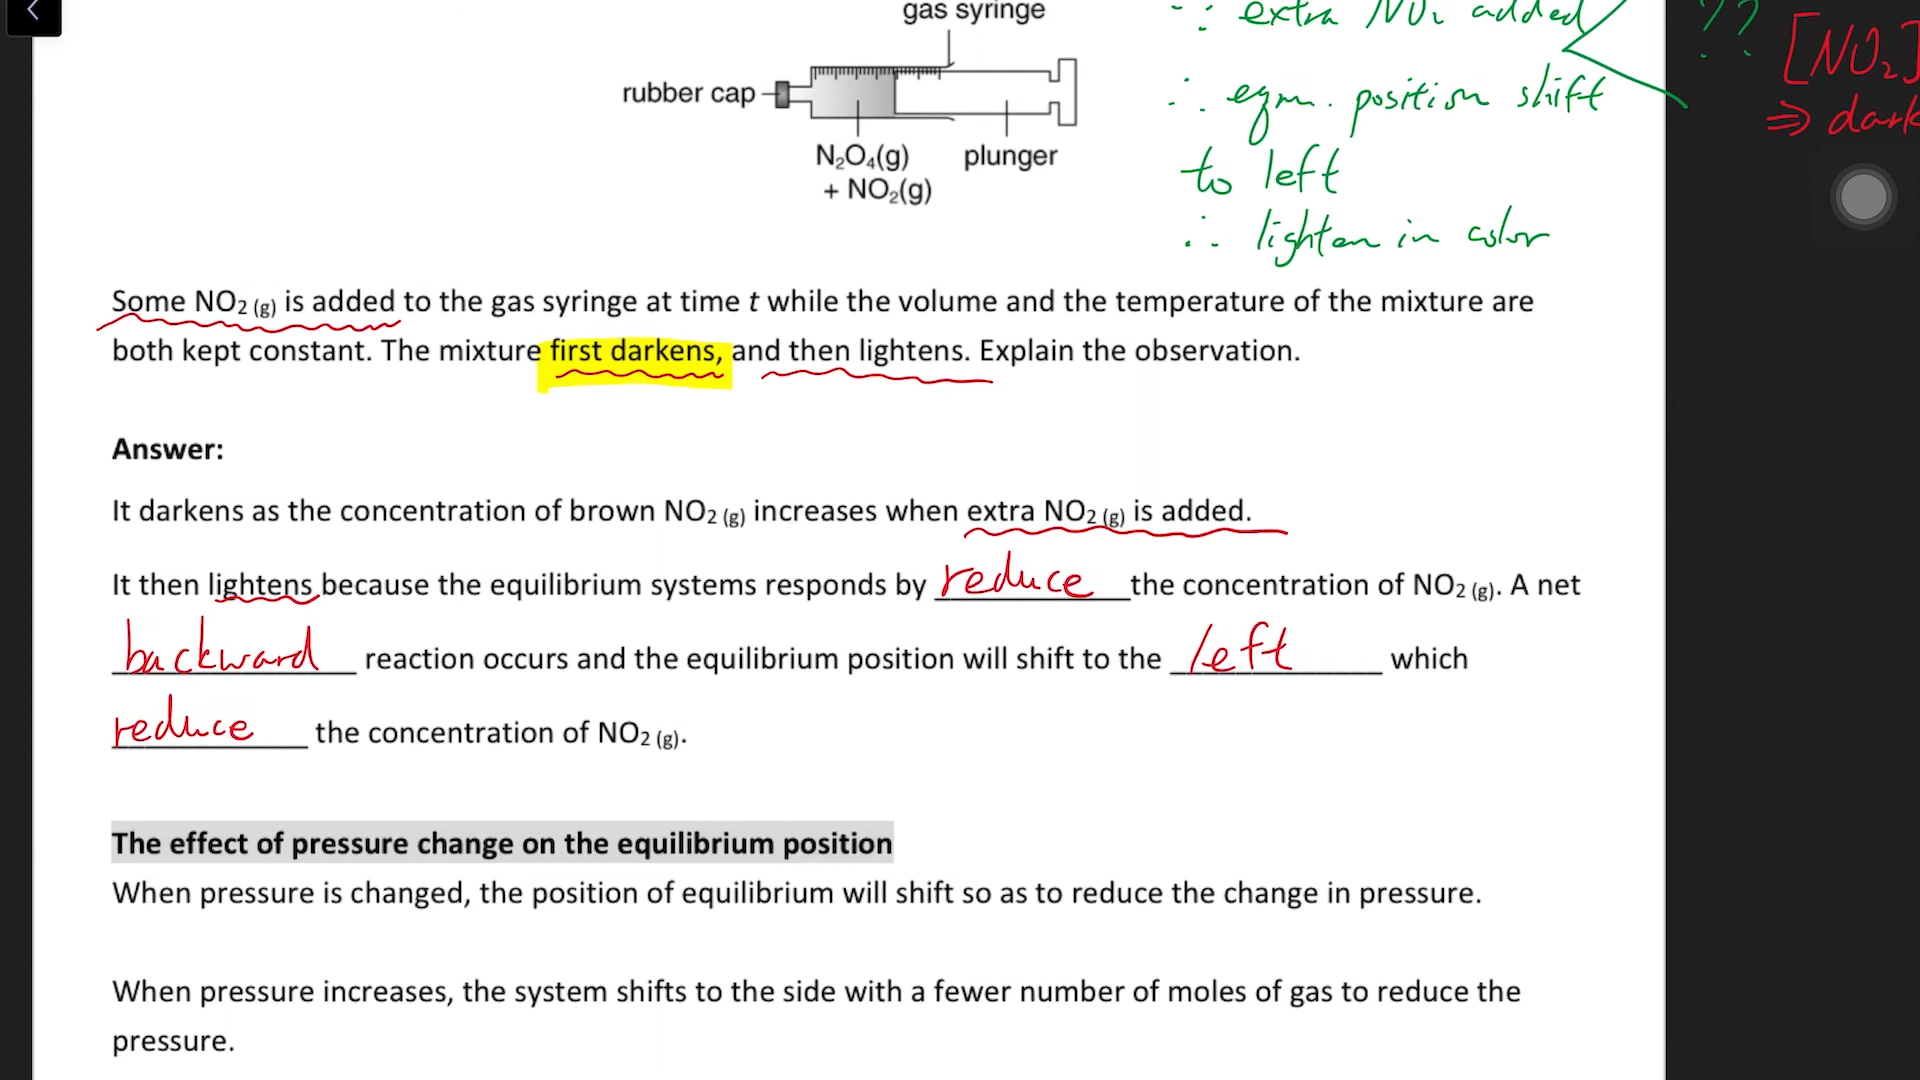 gas syringe
rubber cap
N₂O₄(g)
+ NO₂(g)
plunger
∵ extra NO₂ added
∴ eqm. position shift
to left
∴ lighten in color
??
[NO₂]
⇒ dark
Some NO₂ (g) is added to the gas syringe at time t while the volume and the temperature of the mixture are
both kept constant. The mixture first darkens, and then lightens. Explain the observation.
Answer:
It darkens as the concentration of brown NO₂ (g) increases when extra NO₂ (g) is added.
It then lightens because the equilibrium systems responds by reduce the concentration of NO₂ (g). A net
backward reaction occurs and the equilibrium position will shift to the left which
reduce the concentration of NO₂ (g).
The effect of pressure change on the equilibrium position
When pressure is changed, the position of equilibrium will shift so as to reduce the change in pressure.
When pressure increases, the system shifts to the side with a fewer number of moles of gas to reduce the
pressure.